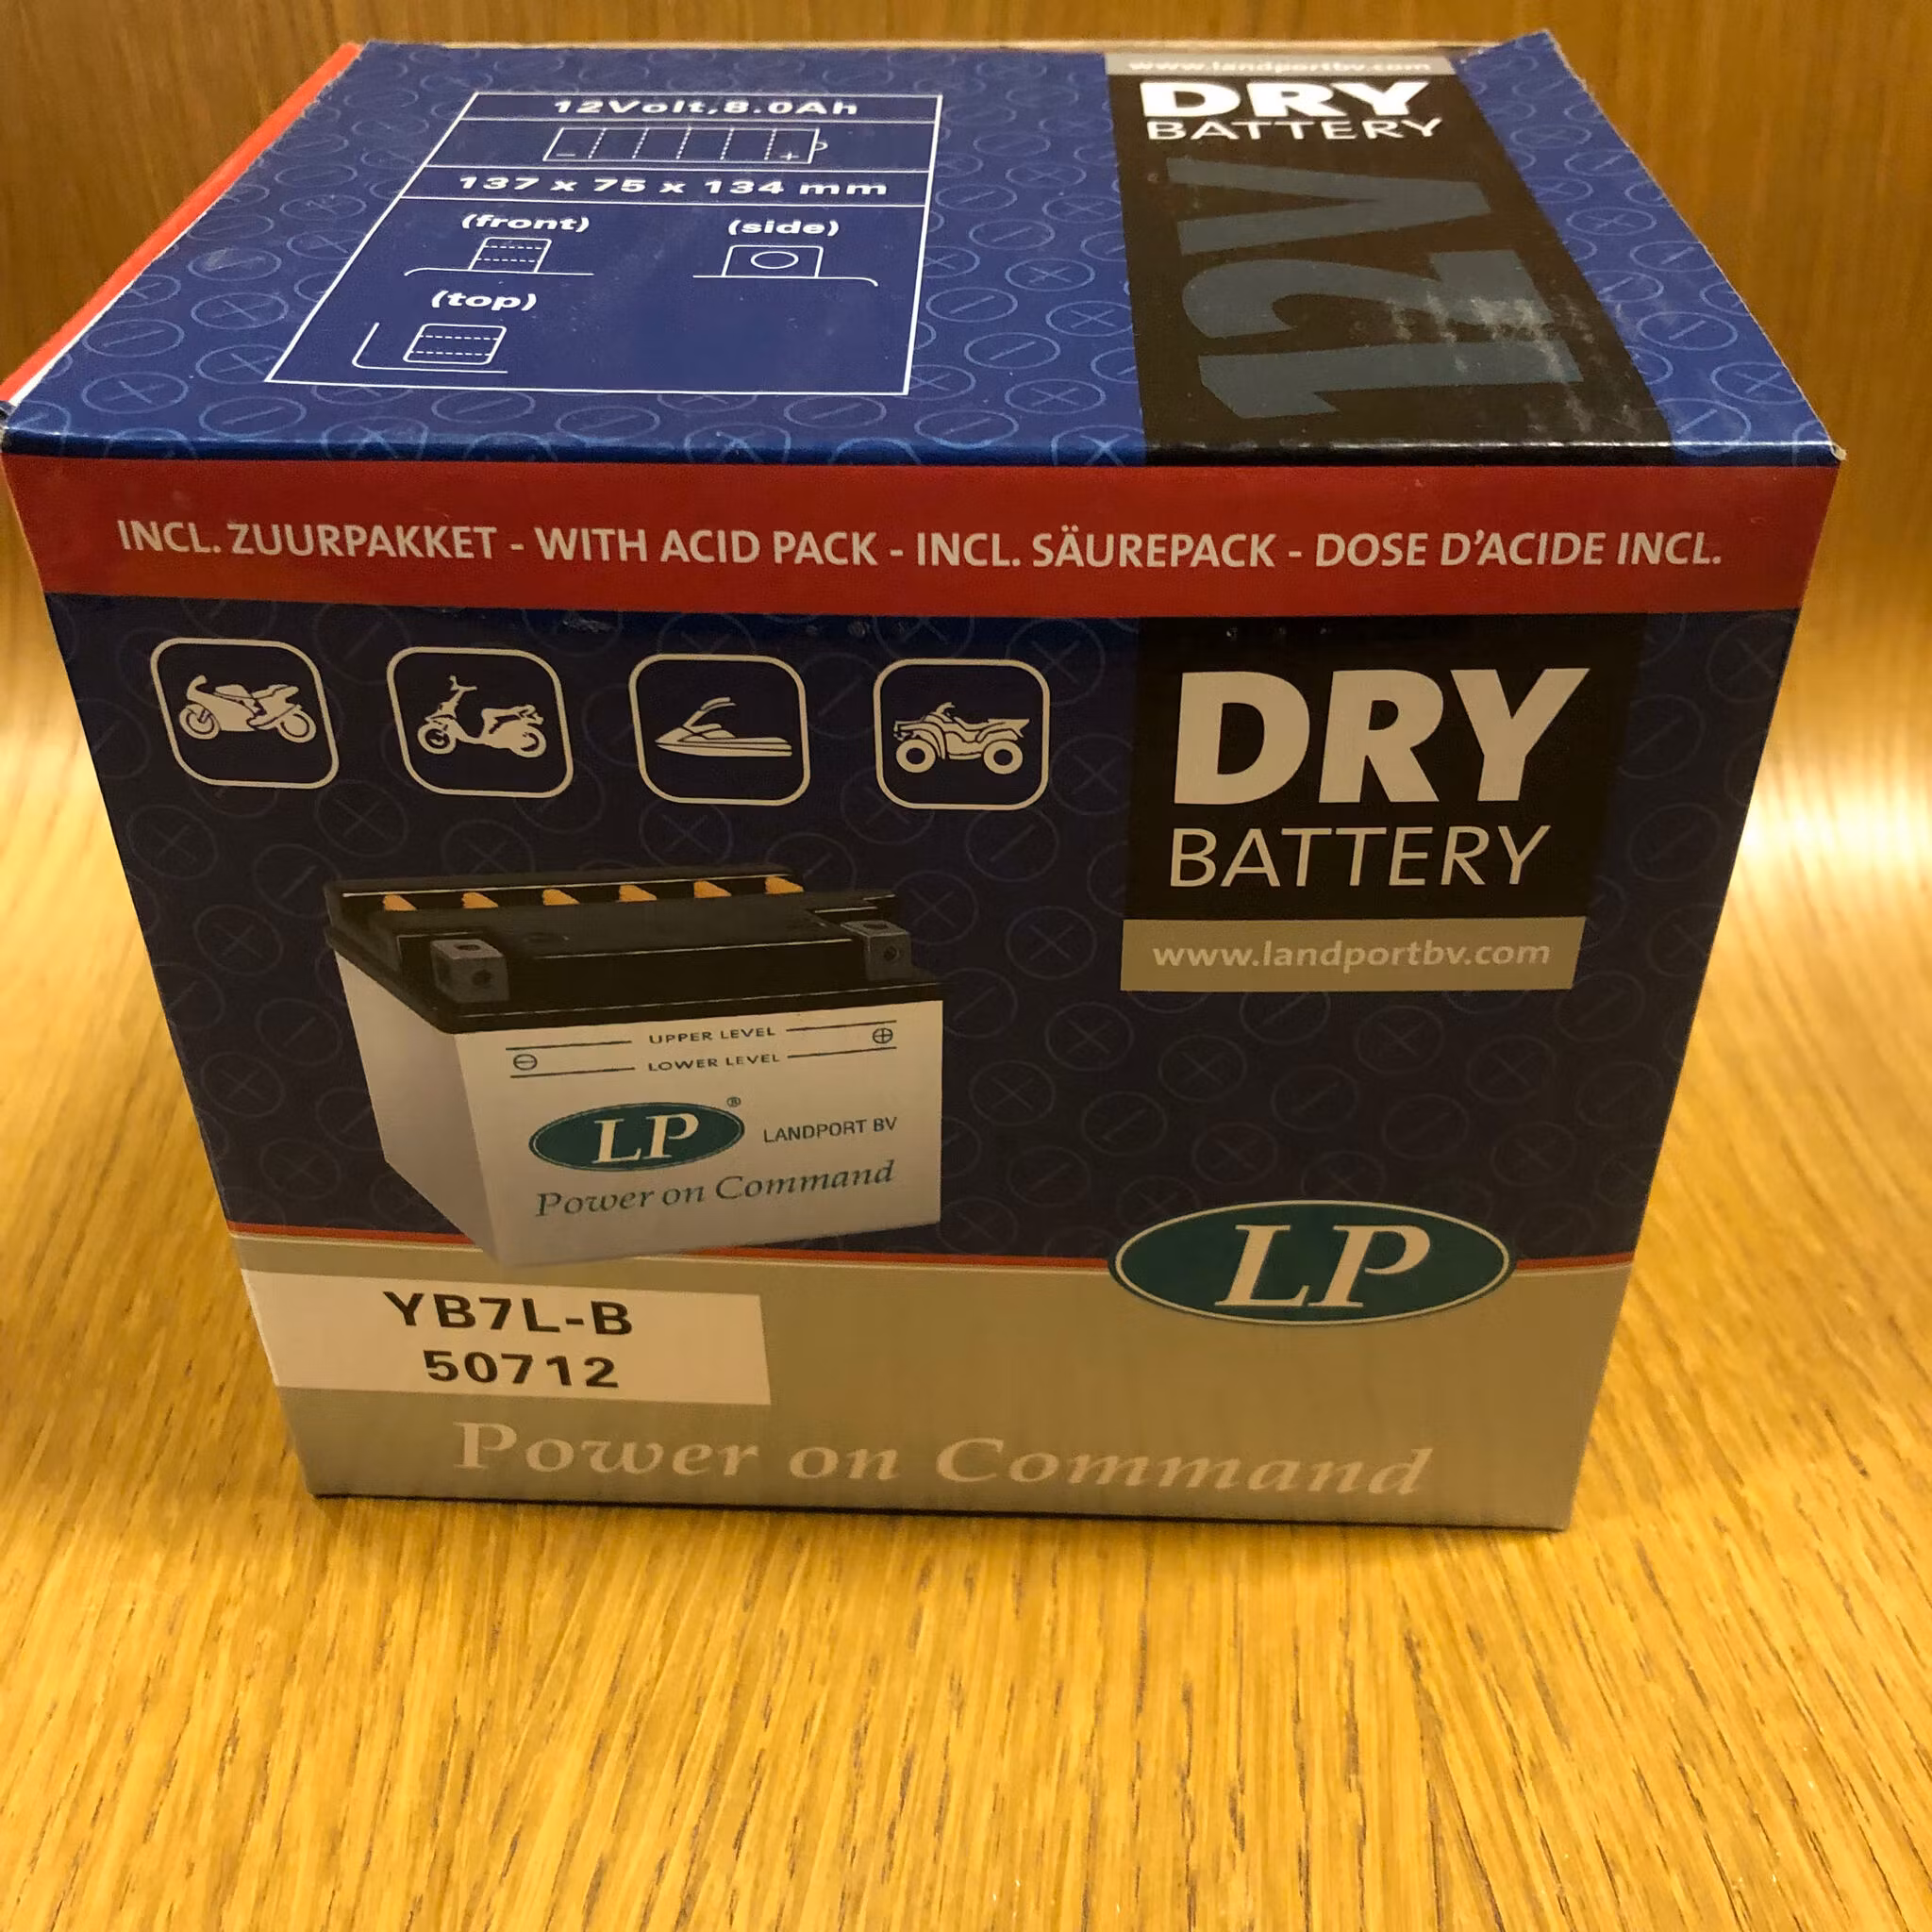 www.landportbv.com
DRY
BATTERY
12V
12Volt,8.0Ah
- +
137 x 75 x 134 mm
(front) (side)
(top)
INCL. ZUURPAKKET - WITH ACID PACK - INCL. SÄUREPACK - DOSE D'ACIDE INCL.
DRY
BATTERY
www.landportbv.com
UPPER LEVEL
LOWER LEVEL
LP® LANDPORT BV
Power on Command
LP
YB7L-B
50712
Power on Command